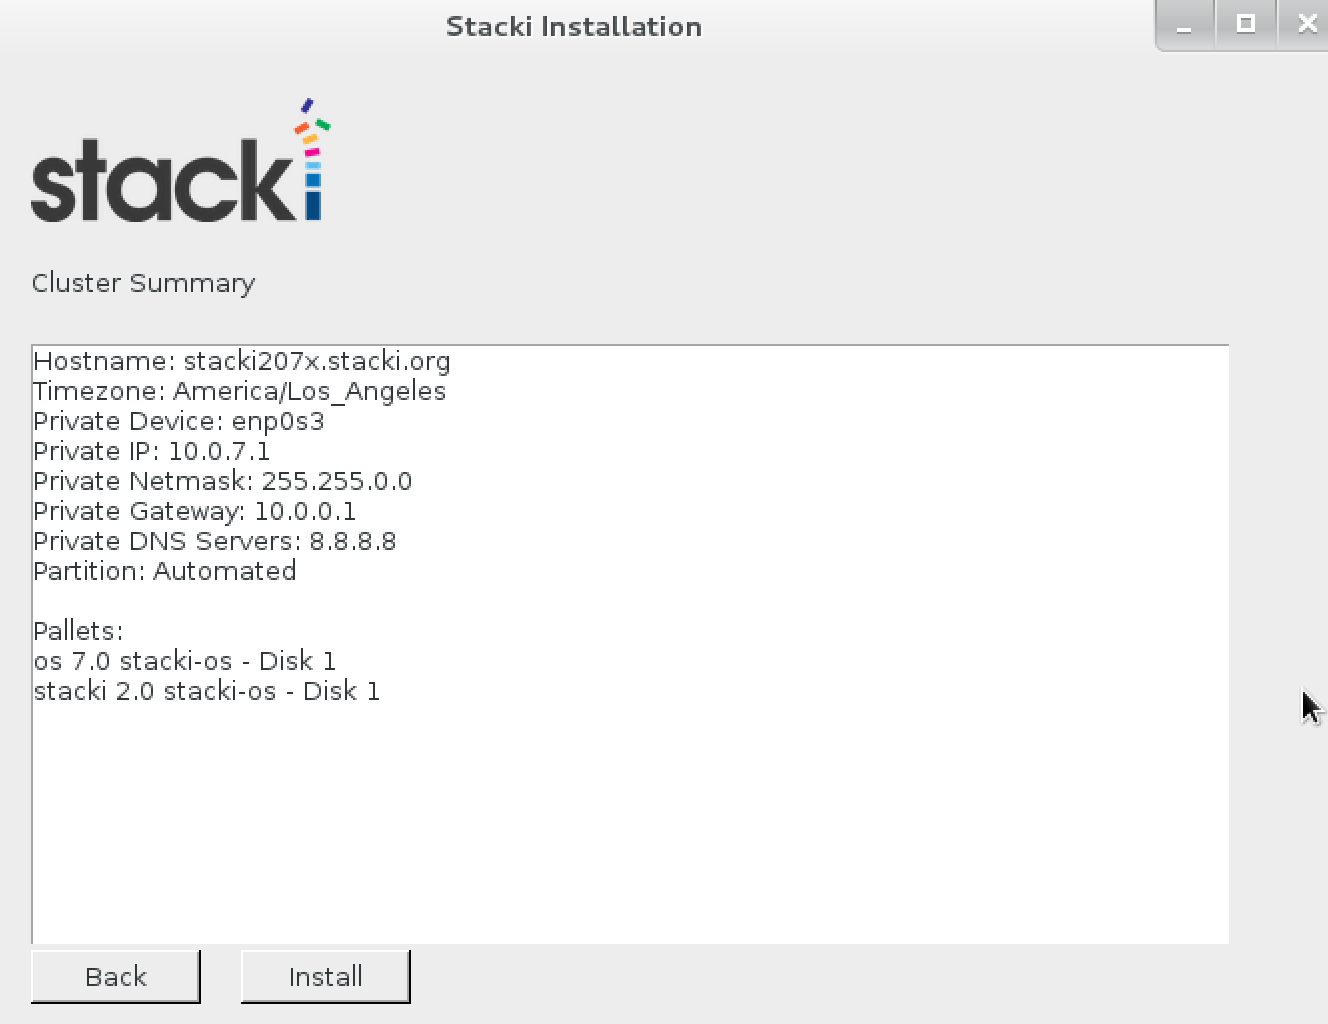 Stacki Installation
stacki
Cluster Summary
Hostname: stacki207x.stacki.org
Timezone: America/Los_Angeles
Private Device: enp0s3
Private IP: 10.0.7.1
Private Netmask: 255.255.0.0
Private Gateway: 10.0.0.1
Private DNS Servers: 8.8.8.8
Partition: Automated
Pallets:
os 7.0 stacki-os - Disk 1
stacki 2.0 stacki-os - Disk 1
Back Install